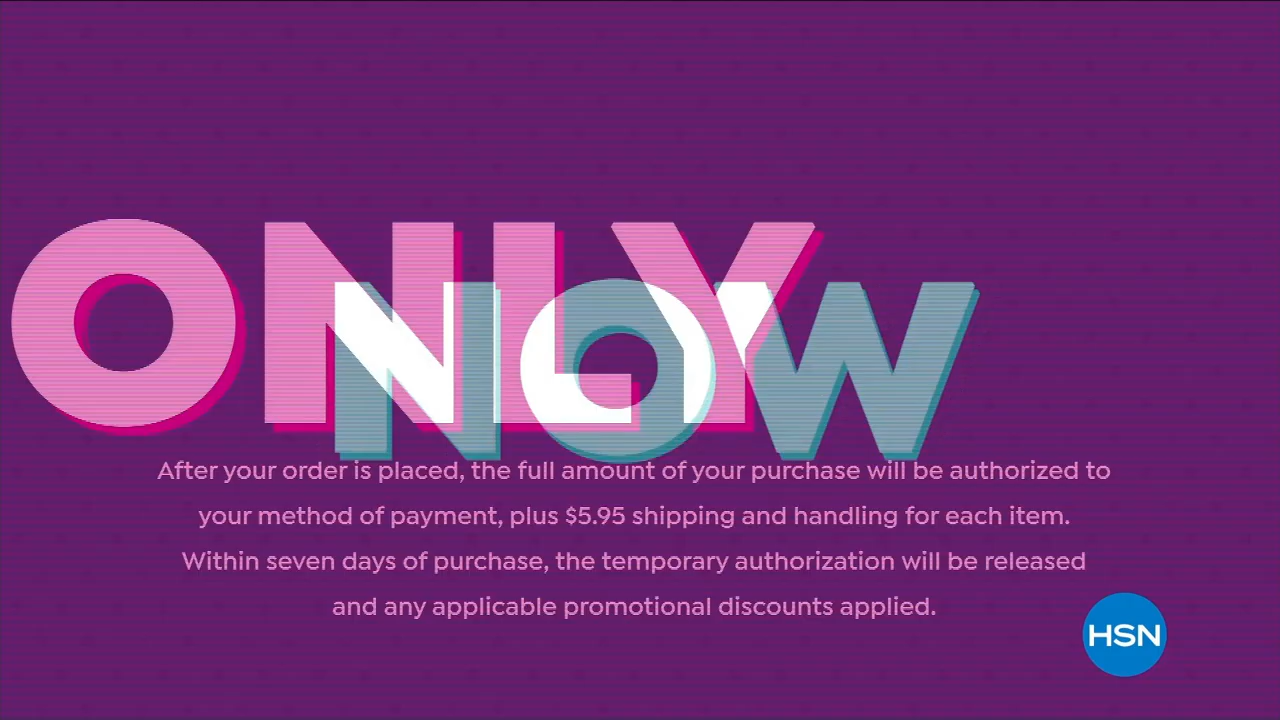 ONLY
NOW
After your order is placed, the full amount of your purchase will be authorized to
your method of payment, plus $5.95 shipping and handling for each item.
Within seven days of purchase, the temporary authorization will be released
and any applicable promotional discounts applied.
HSN